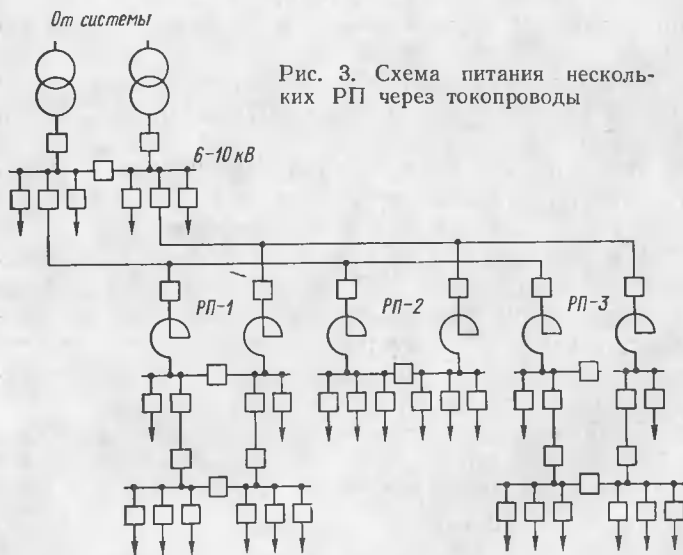 От системы
Рис. 3. Схема питания несколь-
ких РП через токопроводы
6-10 кВ
РП-1
РП-2
РП-3